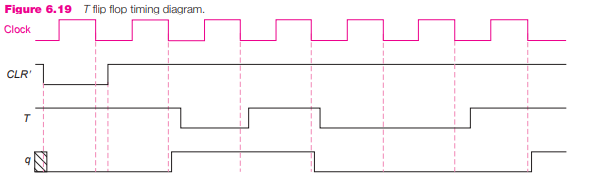 Figure 6.19 T flip flop timing diagram.
Clock
CLR'
T
q